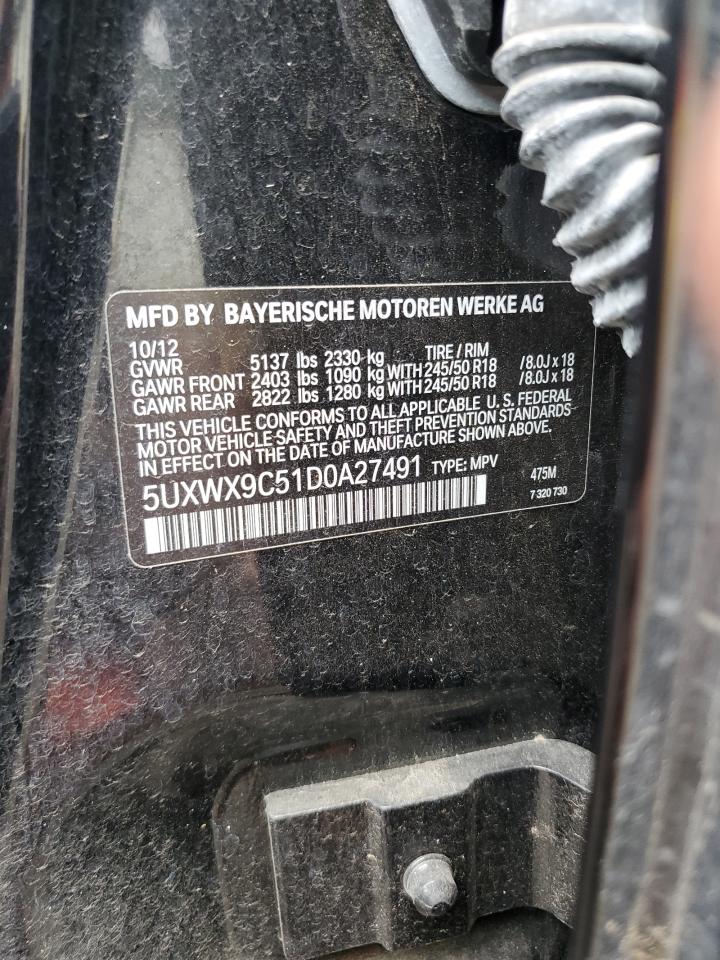 MFD BY BAYERISCHE MOTOREN WERKE AG
10/12 TIRE / RIM
GVWR 5137 lbs 2330 kg
GAWR FRONT 2403 lbs 1090 kg WITH 245/50 R18 / 8.0J x 18
GAWR REAR 2822 lbs 1280 kg WITH 245/50 R18 / 8.0J x 18
THIS VEHICLE CONFORMS TO ALL APPLICABLE U. S. FEDERAL
MOTOR VEHICLE SAFETY AND THEFT PREVENTION STANDARDS
IN EFFECT ON THE DATE OF MANUFACTURE SHOWN ABOVE.
5UXWX9C51D0A27491 TYPE: MPV 475M
7 320 730